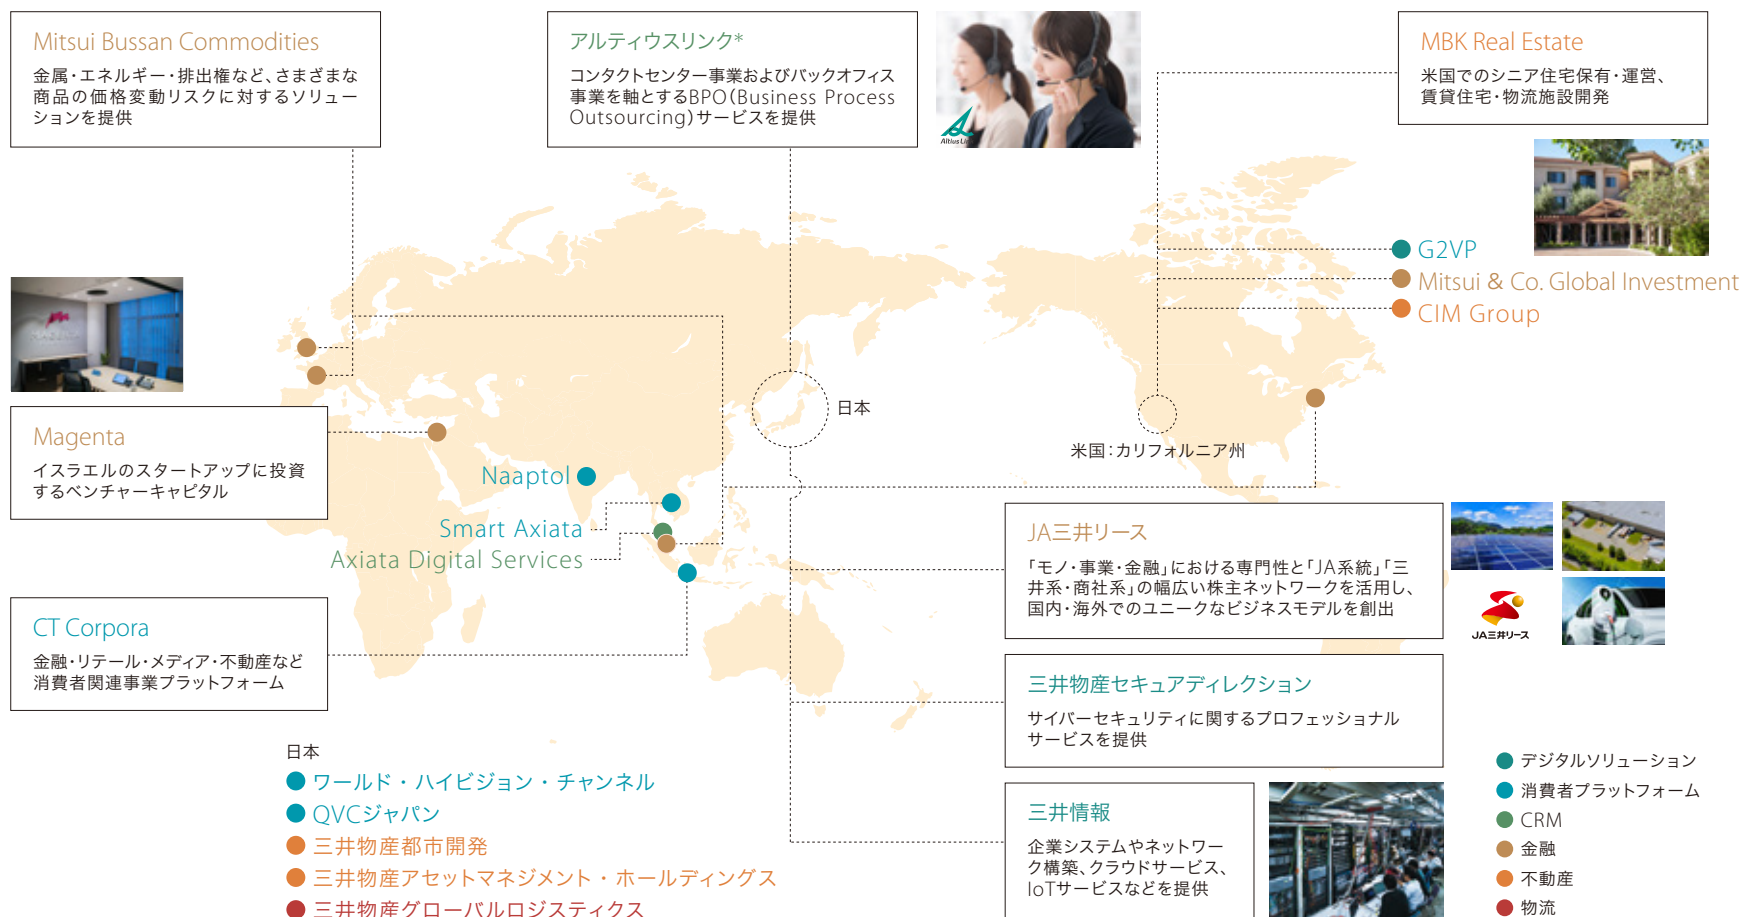 Mitsui Bussan Commodities
金属・エネルギー・排出権など、さまざまな
商品の価格変動リスクに対するソリュー
ションを提供
アルティウスリンク*
コンタクトセンター事業およびバックオフィス
事業を軸とするBPO(Business Process
Outsourcing)サービスを提供
MBK Real Estate
米国でのシニア住宅保有・運営、
賃貸住宅・物流施設開発
G2VP
Mitsui & Co. Global Investment
CIM Group
Magenta
イスラエルのスタートアップに投資
するベンチャーキャピタル
日本
米国：カリフォルニア州
Naaptol
Smart Axiata
Axiata Digital Services
CT Corpora
金融・リテール・メディア・不動産など
消費者関連事業プラットフォーム
JA三井リース
「モノ・事業・金融」における専門性と「JA系統」「三
井系・商社系」の幅広い株主ネットワークを活用し、
国内・海外でのユニークなビジネスモデルを創出
JA三井リース
三井物産セキュアディレクション
サイバーセキュリティに関するプロフェッショナル
サービスを提供
三井情報
企業システムやネットワー
ク構築、クラウドサービス、
IoTサービスなどを提供
日本
ワールド・ハイビジョン・チャンネル
QVCジャパン
三井物産都市開発
三井物産アセットマネジメント・ホールディングス
三井物産グローバルロジスティクス
デジタルソリューション
消費者プラットフォーム
CRM
金融
不動産
物流